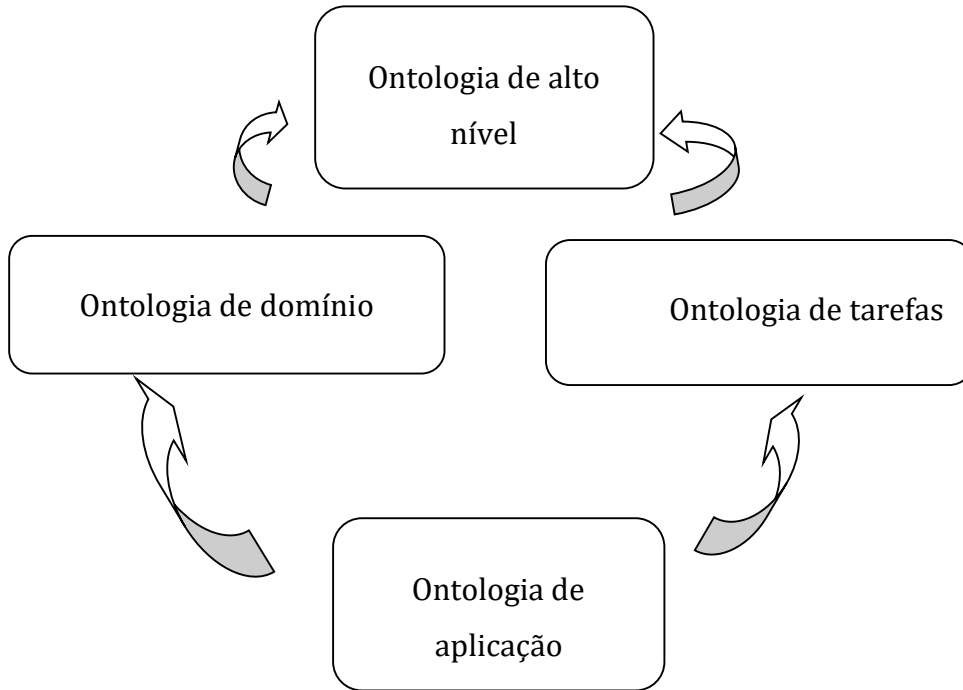 Ontologia de alto
nível
Ontologia de domínio
Ontologia de tarefas
Ontologia de
aplicação